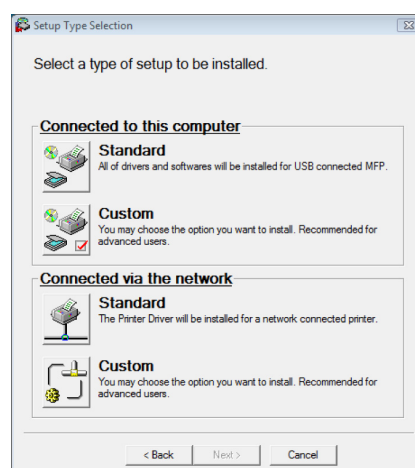 Setup Type Selection
Select a type of setup to be installed.
Connected to this computer
Standard
All of drivers and softwares will be installed for USB connected MFP.
Custom
You may choose the option you want to install. Recommended for
advanced users.
Connected via the network
Standard
The Printer Driver will be installed for a network connected printer.
Custom
You may choose the option you want to install. Recommended for
advanced users.
< Back Next > Cancel